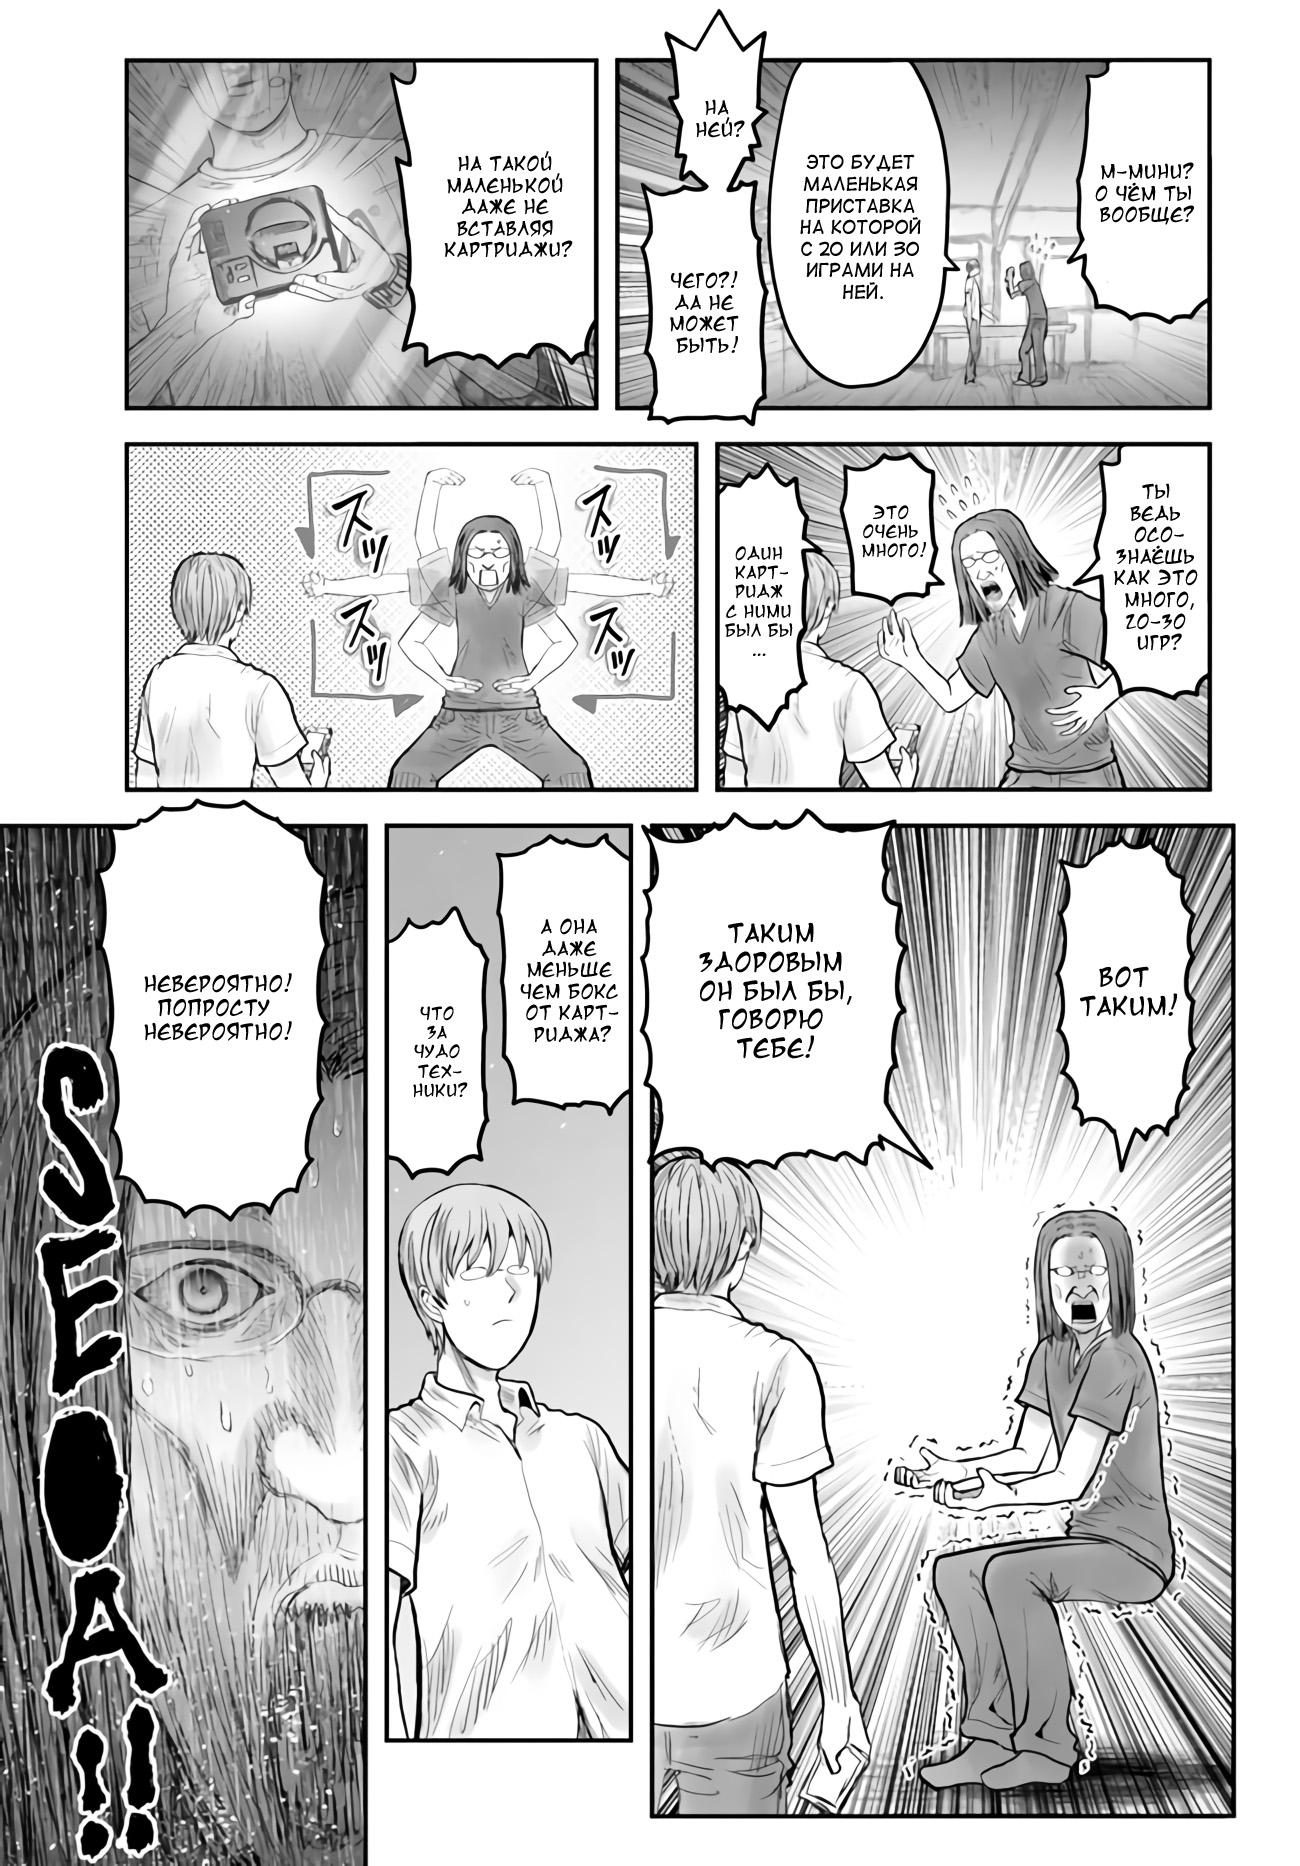 М-МИНИ?
О ЧЁМ ТЫ
ВООБЩЕ?
ЭТО БУДЕТ
МАЛЕНЬКАЯ
ПРИСТАВКА
НА КОТОРОЙ
С 20 ИЛИ 30
ИГРАМИ НА
НЕЙ.
НА
НЕЙ?
ЧЕГО?!
ДА НЕ
МОЖЕТ
БЫТЬ!
НА ТАКОЙ
МАЛЕНЬКОЙ
ДАЖЕ НЕ
ВСТАВЛЯЯ
КАРТРИДЖИ?
ТЫ
ВЕДЬ
ОСО-
ЗНАЁШЬ
КАК ЭТО
МНОГО,
20-30
ИГР?
ЭТО
ОЧЕНЬ
МНОГО!
ОДИН
КАРТ-
РИДЖ
С НИМИ
БЫЛ БЫ
...
スッ
スッ
スッ
スッ
ВОТ
ТАКИМ!
ТАКИМ
ЗДОРОВЫМ
ОН БЫЛ БЫ,
ГОВОРЮ
ТЕБЕ!
А ОНА
ДАЖЕ
МЕНЬШЕ
ЧЕМ БОКС
ОТ КАРТ-
РИДЖА?
ЧТО
ЗА
ЧУДО
ТЕХ-
НИКИ?
НЕВЕРОЯТНО!
ПОПРОСТУ
НЕВЕРОЯТНО!
SE●A!!